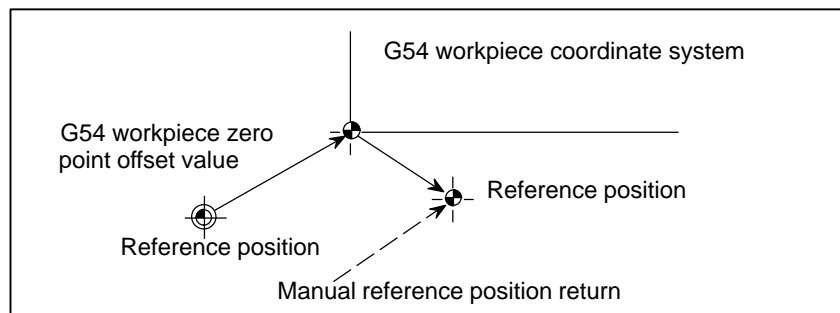 G54 workpiece coordinate system
G54 workpiece zero
point offset value
Reference position
Reference position
Manual reference position return